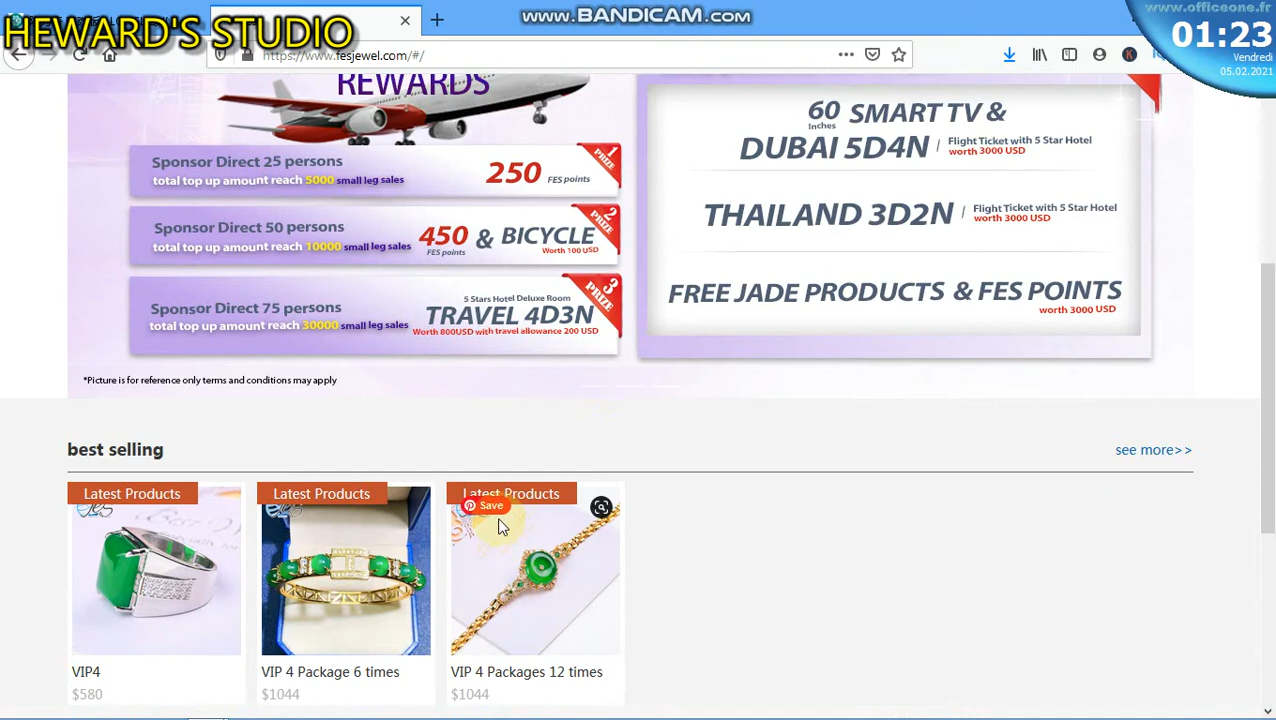 www.BANDICAM.com
www.officeone.fr
HEWARD'S STUDIO
01:23
Vendredi
05.02.2021
https://www.fesjewel.com/#/
REWARDS
Sponsor Direct 25 persons
total top up amount reach 5000 small leg sales
250 FES points
1 PRIZE
Sponsor Direct 50 persons
total top up amount reach 10000 small leg sales
450 & BICYCLE
FES points
Worth 100 USD
2 PRIZE
Sponsor Direct 75 persons
total top up amount reach 30000 small leg sales
5 Stars Hotel Deluxe Room
TRAVEL 4D3N
Worth 800USD with travel allowance 200 USD
3 PRIZE
60 Inches SMART TV &
DUBAI 5D4N / Flight Ticket with 5 Star Hotel
worth 3000 USD
THAILAND 3D2N / Flight Ticket with 5 Star Hotel
worth 3000 USD
FREE JADE PRODUCTS & FES POINTS
worth 3000 USD
*Picture is for reference only terms and conditions may apply
best selling
see more>>
Latest Products
Latest Products
Latest Products
Save
VIP4
$580
VIP 4 Package 6 times
$1044
VIP 4 Packages 12 times
$1044